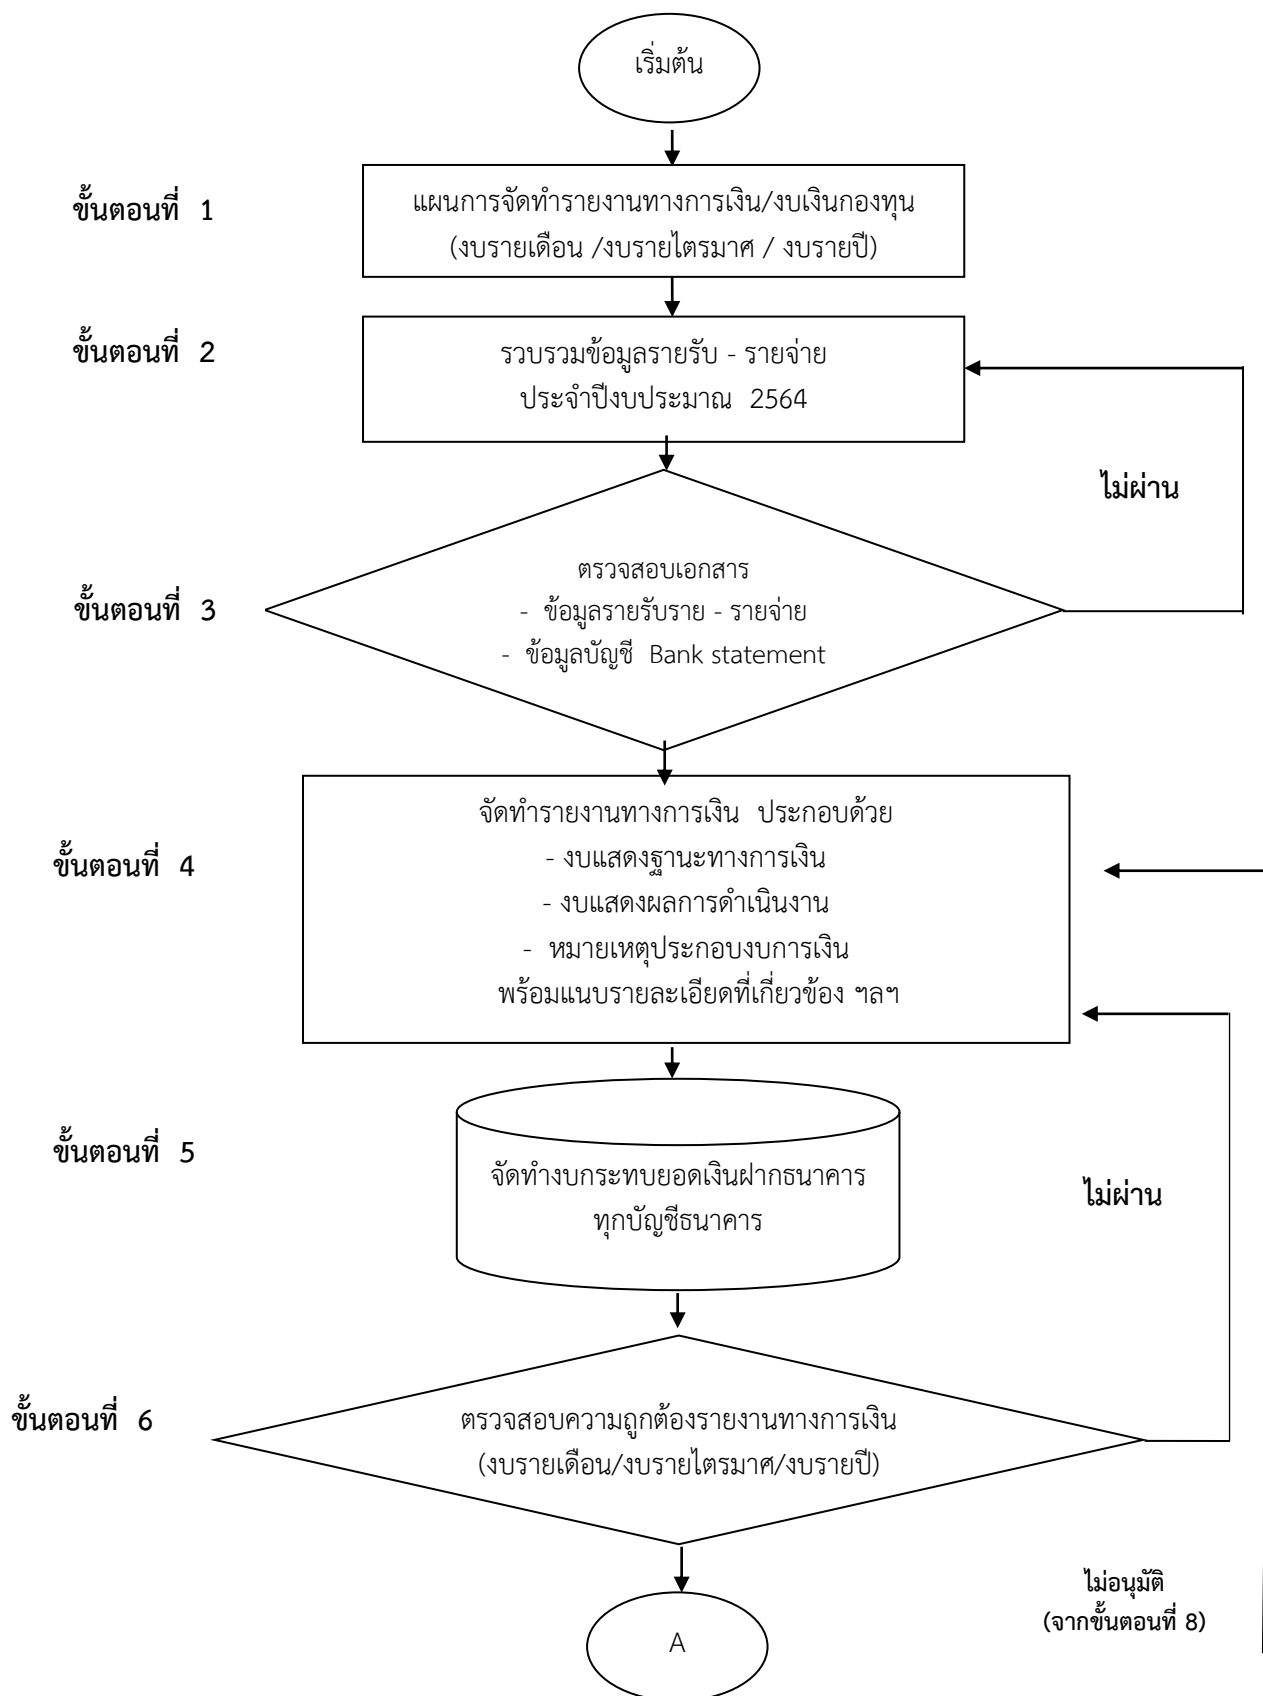 เริ่มต้น
ขั้นตอนที่ 1
แผนการจัดทำรายงานทางการเงิน/งบเงินกองทุน
(งบรายเดือน /งบรายไตรมาศ / งบรายปี)
ขั้นตอนที่ 2
รวบรวมข้อมูลรายรับ - รายจ่าย
ประจำปีงบประมาณ 2564
ไม่ผ่าน
ขั้นตอนที่ 3
ตรวจสอบเอกสาร
- ข้อมูลรายรับราย - รายจ่าย
- ข้อมูลบัญชี Bank statement
ขั้นตอนที่ 4
จัดทำรายงานทางการเงิน ประกอบด้วย
- งบแสดงฐานะทางการเงิน
- งบแสดงผลการดำเนินงาน
- หมายเหตุประกอบงบการเงิน
พร้อมแนบรายละเอียดที่เกี่ยวข้อง ฯลฯ
ขั้นตอนที่ 5
จัดทำงบกระทบยอดเงินฝากธนาคาร
ทุกบัญชีธนาคาร
ไม่ผ่าน
ขั้นตอนที่ 6
ตรวจสอบความถูกต้องรายงานทางการเงิน
(งบรายเดือน/งบรายไตรมาศ/งบรายปี)
ไม่อนุมัติ
(จากขั้นตอนที่ 8)
A